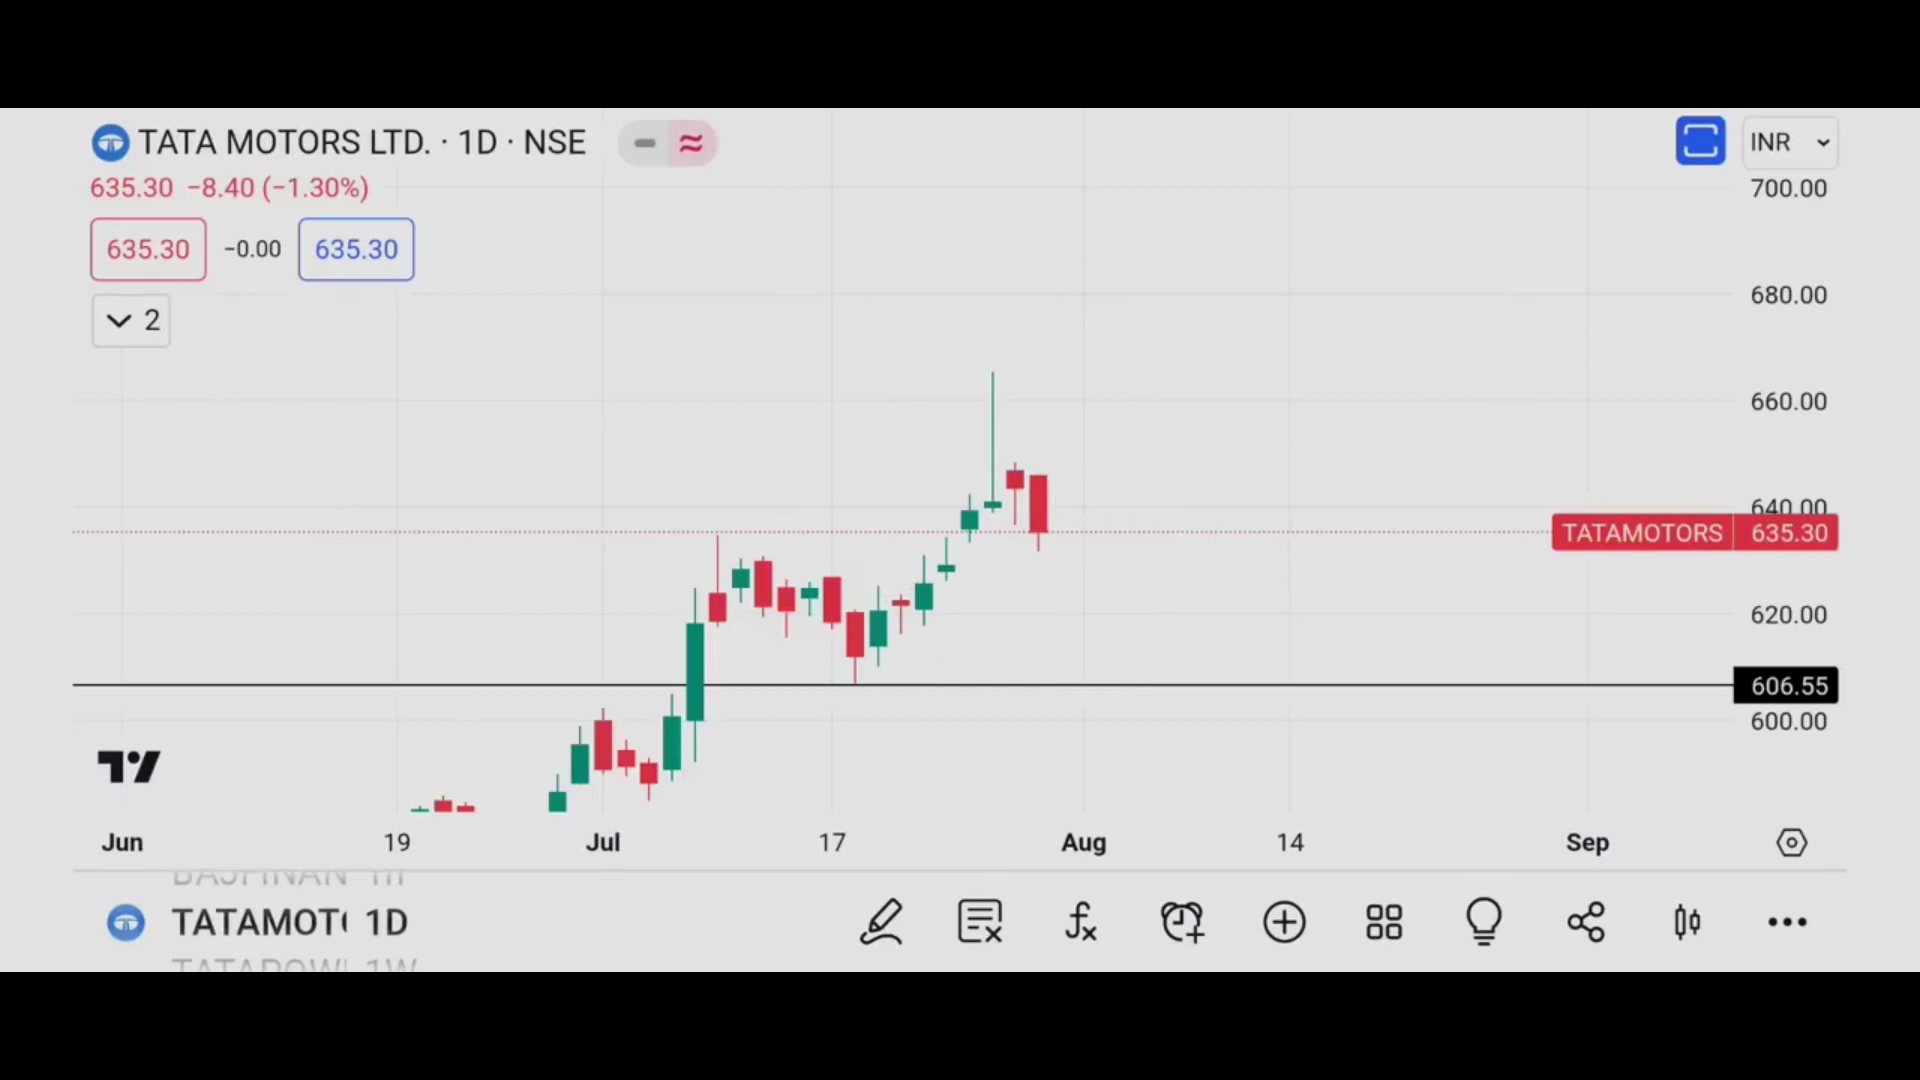 TATA MOTORS LTD. · 1D · NSE
INR
635.30 −8.40 (−1.30%)
700.00
635.30 −0.00 635.30
680.00
2
660.00
640.00
TATAMOTORS 635.30
620.00
606.55
600.00
Jun 19 Jul 17 Aug 14 Sep
TATAMOT 1D